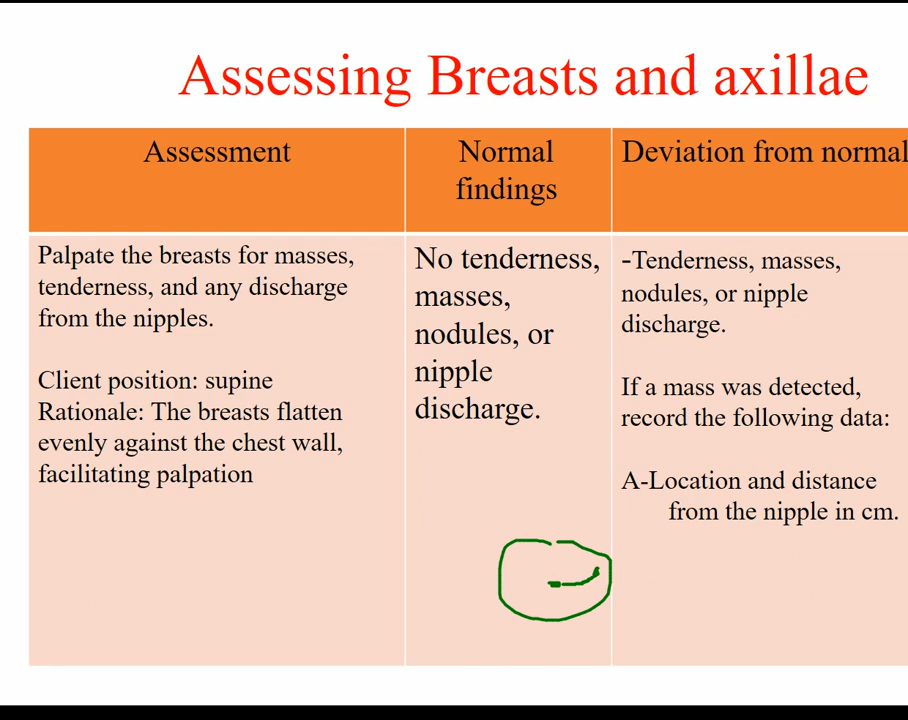 Assessing Breasts and axillae
Assessment
Normal
findings
Deviation from normal
Palpate the breasts for masses,
tenderness, and any discharge
from the nipples.
Client position: supine
Rationale: The breasts flatten
evenly against the chest wall,
facilitating palpation
No tenderness,
masses,
nodules, or
nipple
discharge.
-Tenderness, masses,
nodules, or nipple
discharge.
If a mass was detected,
record the following data:
A-Location and distance
from the nipple in cm.